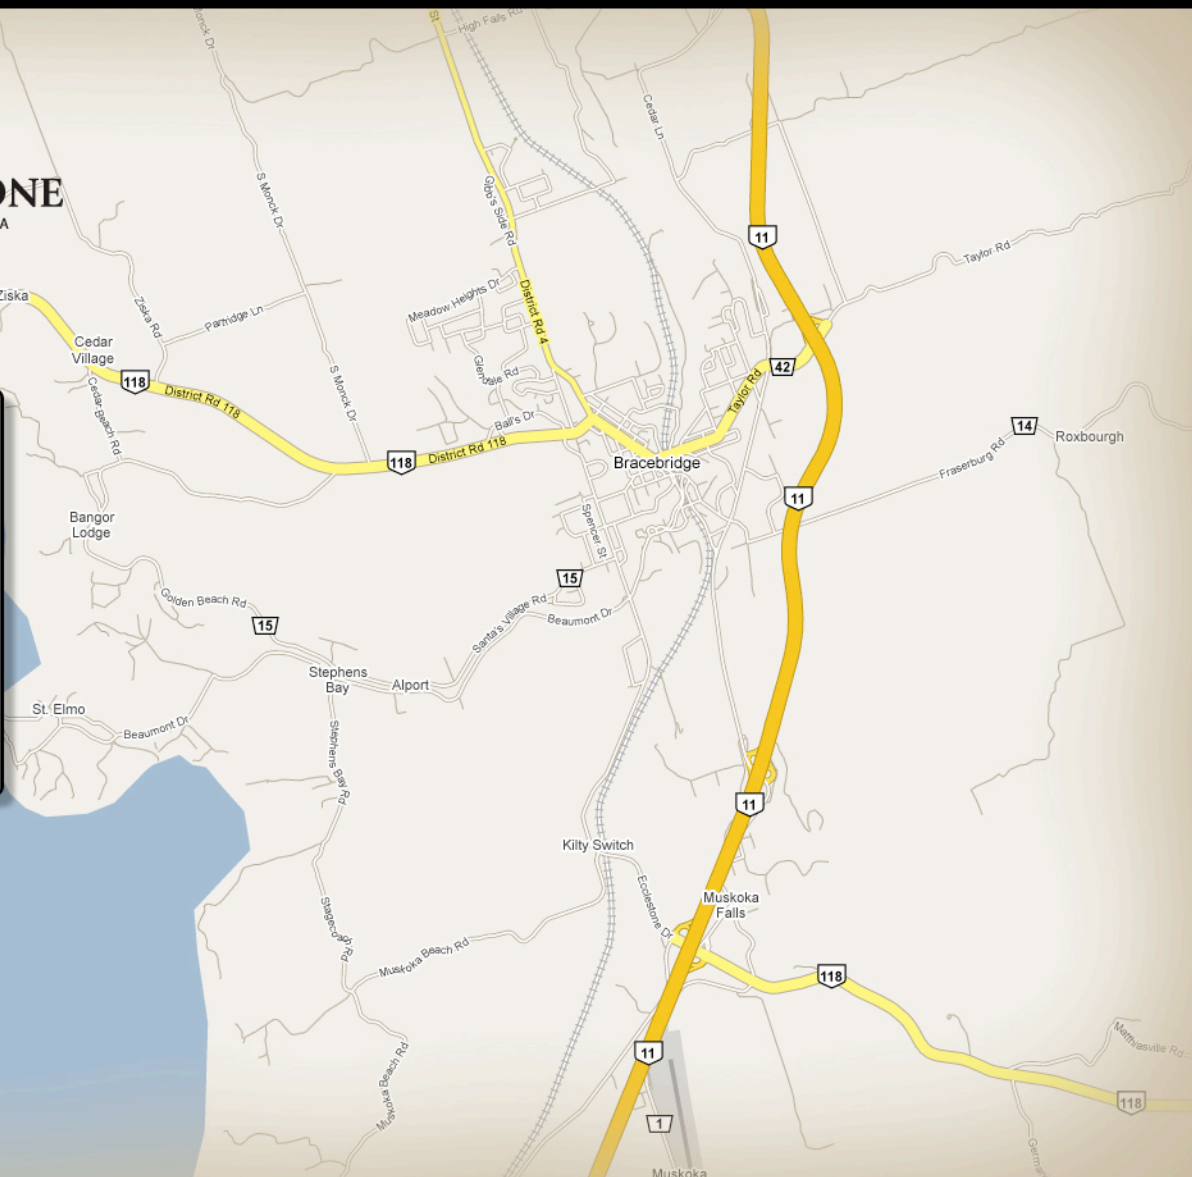 St
High Falls Rd
Monck Dr
Cedar Ln
ONE
A
S Monck Dr
Gibb's Side Rd
11
Taylor Rd
Ziska
Ziska Rd
Partridge Ln
Meadow Heights Dr
District Rd 4
Cedar
Village
118
District Rd 118
Cedar Beach Rd
S Monck Dr
Glendale Rd
42
Taylor Rd
Ball's Dr
118
District Rd 118
Bracebridge
14
Roxbourgh
Fraserburg Rd
11
Bangor
Lodge
Spencer St
15
Golden Beach Rd
15
Santa's Village Rd
Beaumont Dr
Stephens
Bay
Alport
St. Elmo
Beaumont Dr
Stephens Bay Rd
11
Kilty Switch
Ecclestone Dr
Muskoka
Falls
Stagecoach Rd
Muskoka Beach Rd
118
11
Matthiasville Rd
Muskoka Beach Rd
118
1
Muskoka